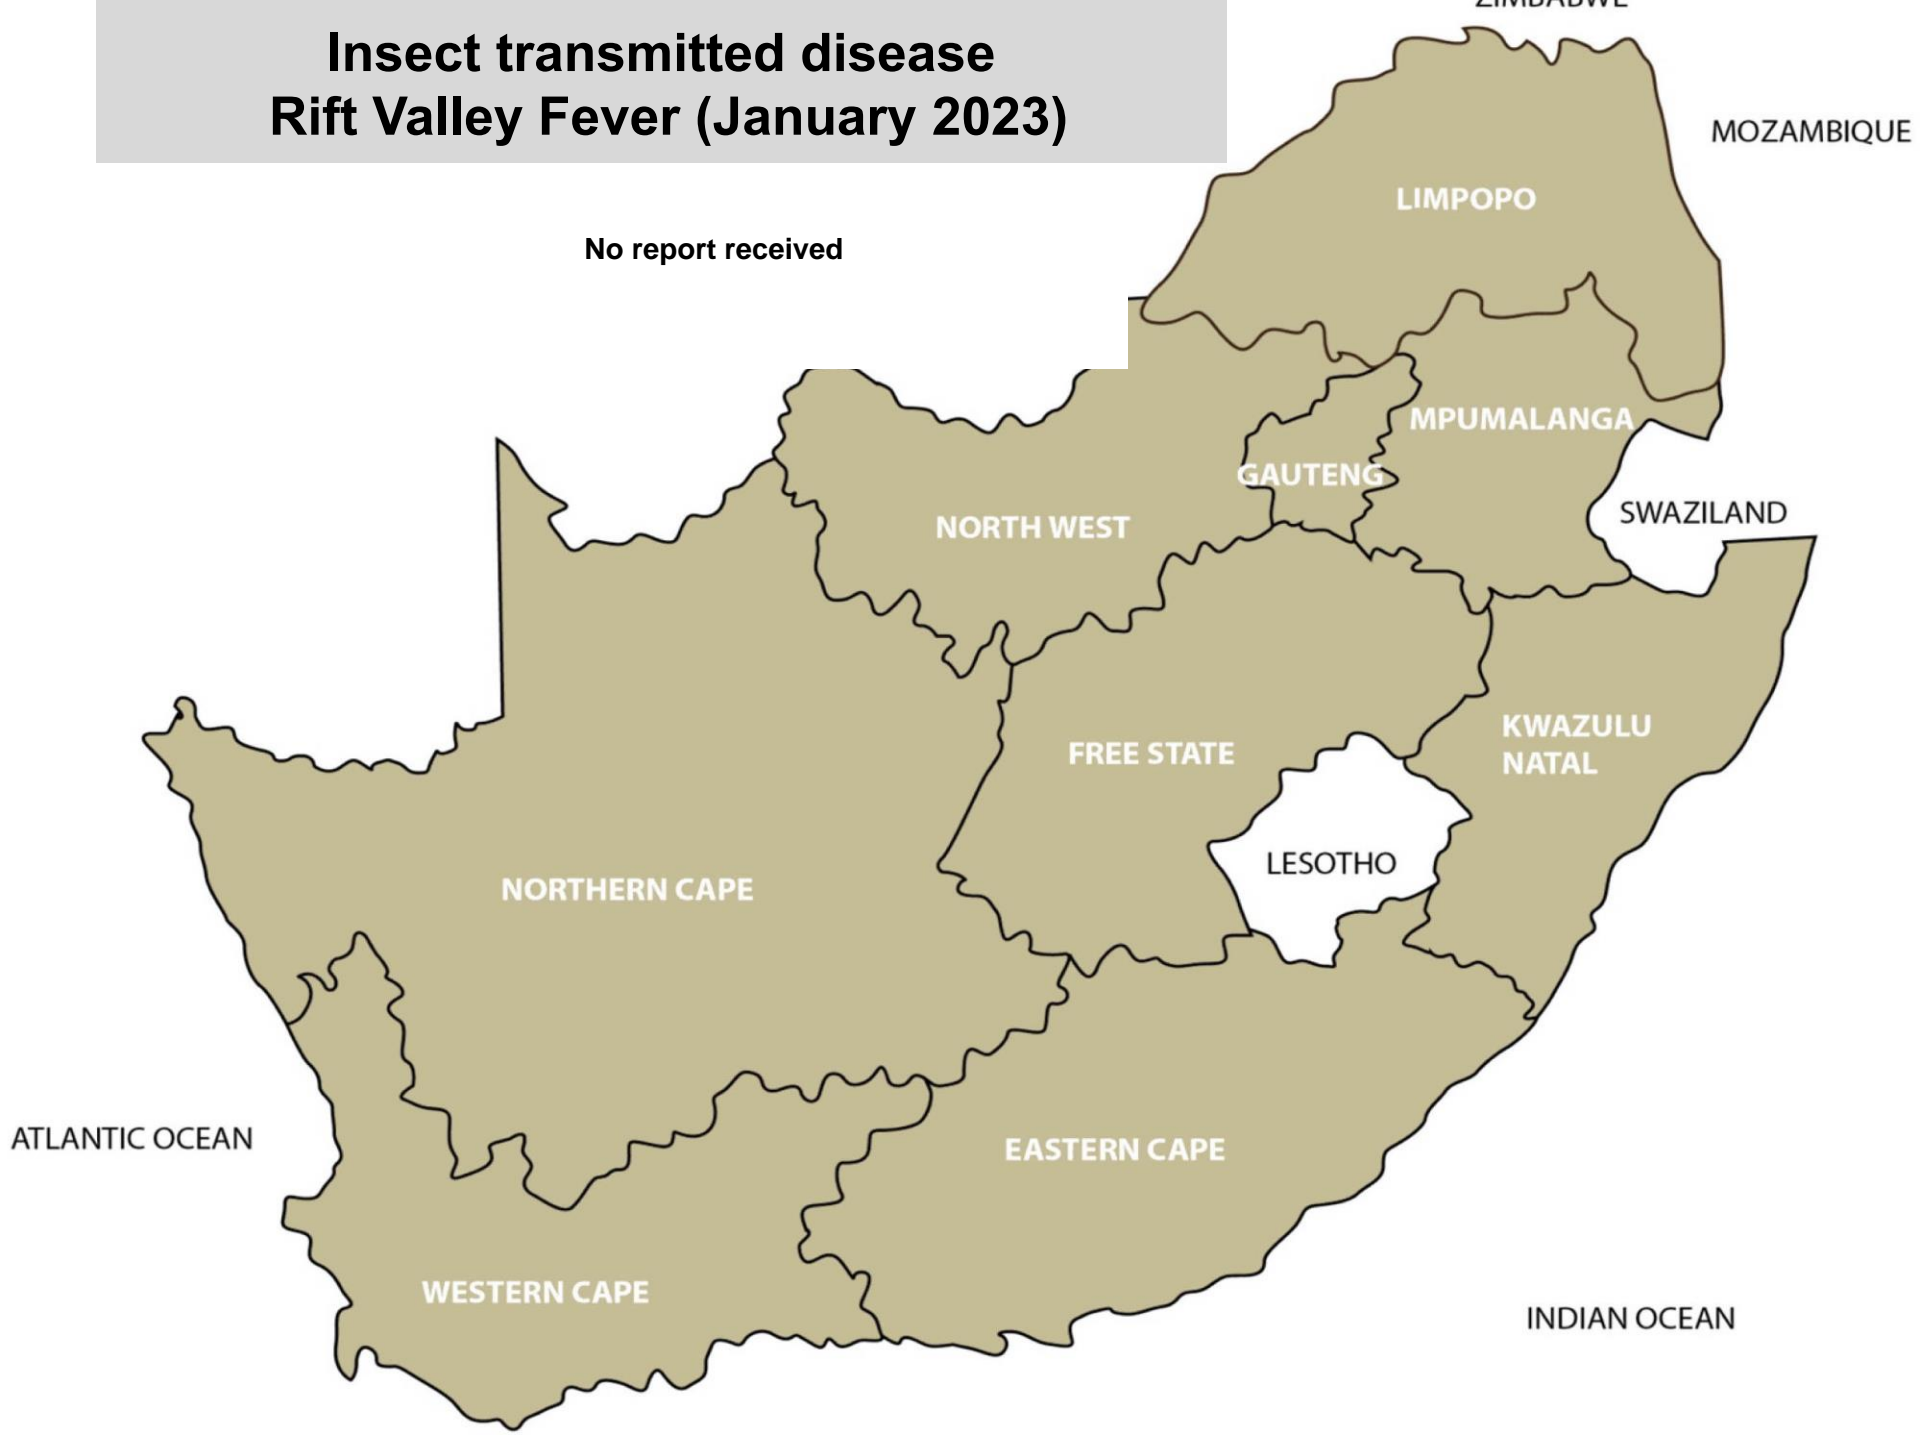 ZIMBABWE
Insect transmitted disease
Rift Valley Fever (January 2023)
MOZAMBIQUE
LIMPOPO
No report received
MPUMALANGA
GAUTENG
SWAZILAND
NORTH WEST
KWAZULU
NATAL
FREE STATE
LESOTHO
NORTHERN CAPE
ATLANTIC OCEAN
EASTERN CAPE
WESTERN CAPE
INDIAN OCEAN